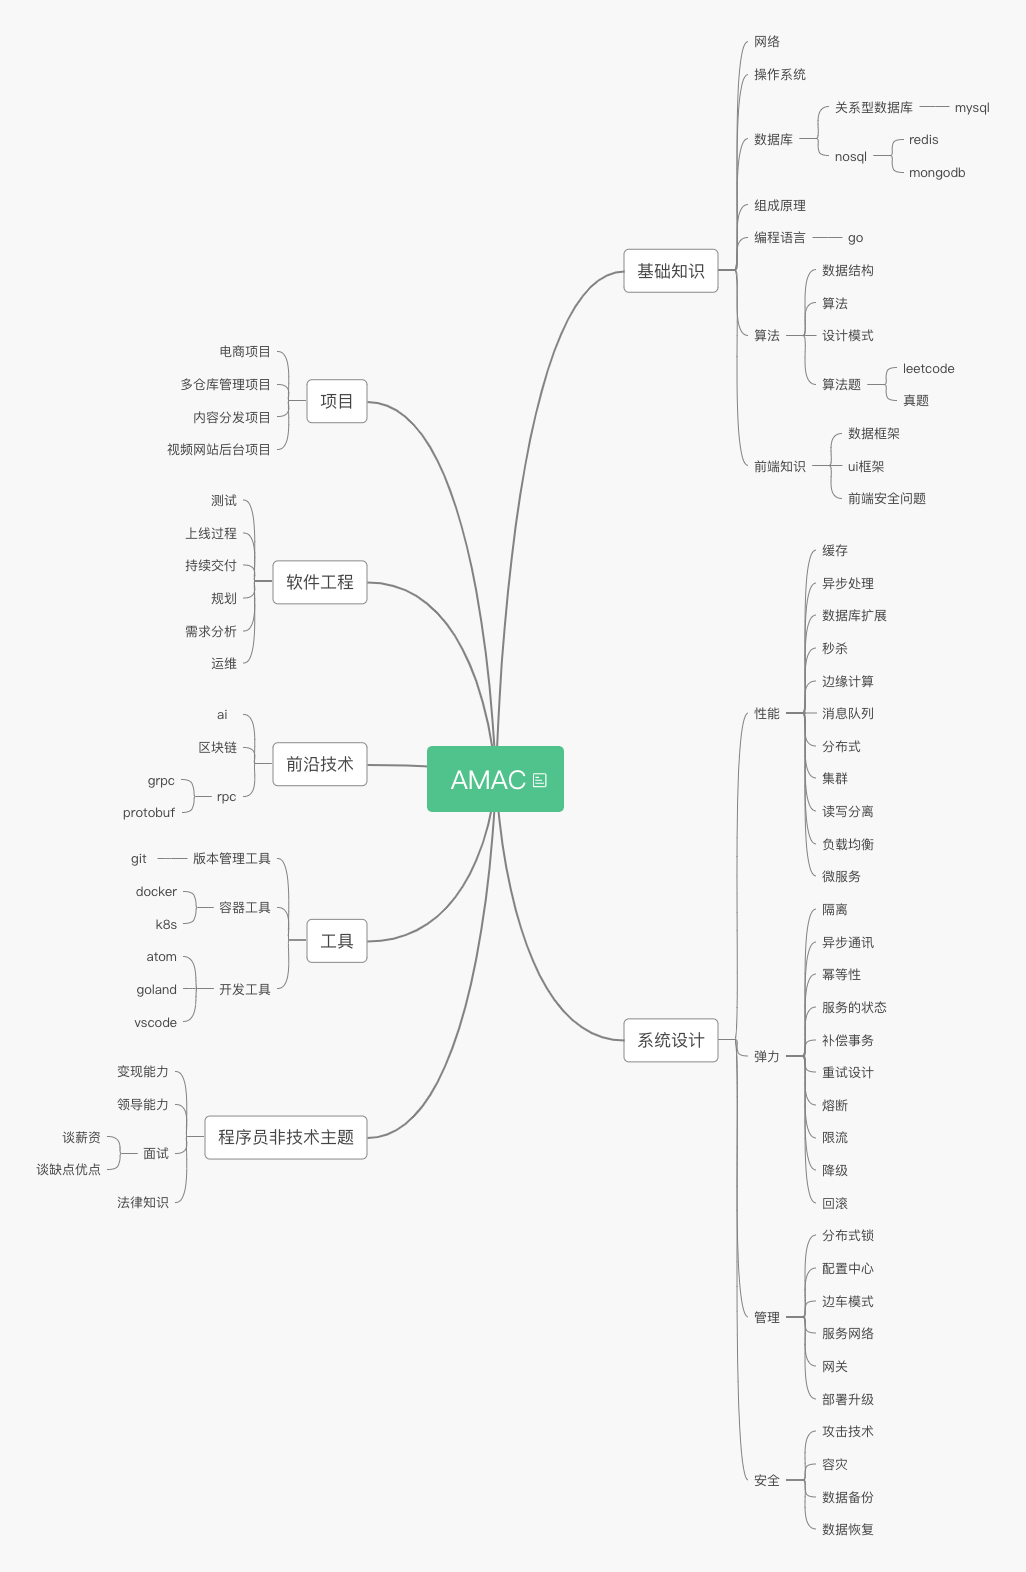 AMAC
基础知识
网络
操作系统
数据库
关系型数据库
mysql
nosql
redis
mongodb
组成原理
编程语言
go
算法
数据结构
算法
设计模式
算法题
leetcode
真题
前端知识
数据框架
ui框架
前端安全问题
系统设计
性能
缓存
异步处理
数据库扩展
秒杀
边缘计算
消息队列
分布式
集群
读写分离
负载均衡
微服务
弹力
隔离
异步通讯
幂等性
服务的状态
补偿事务
重试设计
熔断
限流
降级
回滚
管理
分布式锁
配置中心
边车模式
服务网络
网关
部署升级
安全
攻击技术
容灾
数据备份
数据恢复
项目
电商项目
多仓库管理项目
内容分发项目
视频网站后台项目
软件工程
测试
上线过程
持续交付
规划
需求分析
运维
前沿技术
ai
区块链
rpc
grpc
protobuf
工具
版本管理工具
git
容器工具
docker
k8s
开发工具
atom
goland
vscode
程序员非技术主题
变现能力
领导能力
面试
谈薪资
谈缺点优点
法律知识